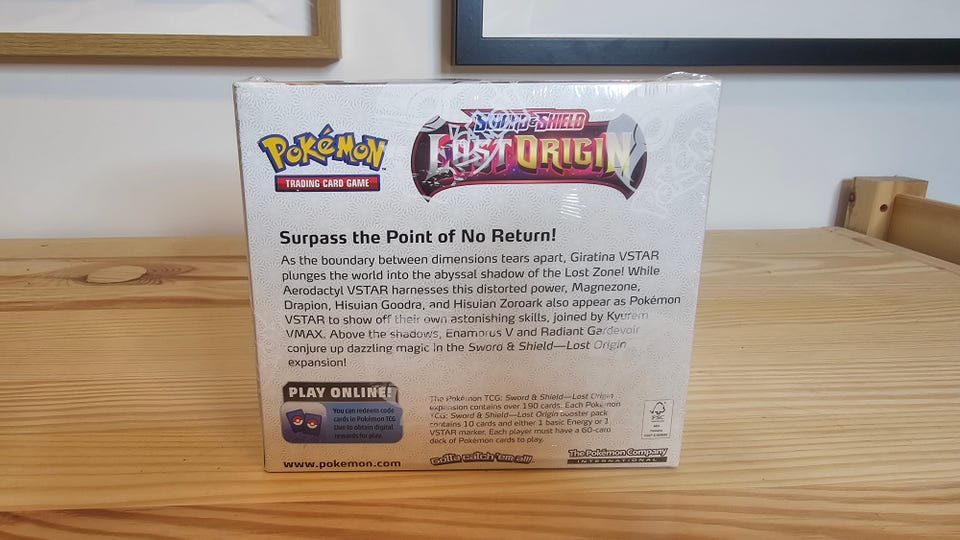 POKéMON
TRADING CARD GAME
SWORD & SHIELD
LOST ORIGIN
Surpass the Point of No Return!
As the boundary between dimensions tears apart, Giratina VSTAR
plunges the world into the abyssal shadow of the Lost Zone! While
Aerodactyl VSTAR harnesses this distorted power, Magnezone,
Drapion, Hisuian Goodra, and Hisuian Zoroark also appear as Pokémon
VSTAR to show off their own astonishing skills, joined by Kyurem
VMAX. Above the shadows, Enamorus V and Radiant Gardevoir
conjure up dazzling magic in the Sword & Shield—Lost Origin
expansion!
PLAY ONLINE!
You can redeem code
cards in Pokémon TCG
Live to obtain digital
rewards for play.
The Pokémon TCG: Sword & Shield—Lost Origin
expansion contains over 190 cards. Each Pokémon
TCG: Sword & Shield—Lost Origin booster pack
contains 10 cards and either 1 basic Energy or 1
VSTAR marker. Each player must have a 60-card
deck of Pokémon cards to play.
FSC
www.pokemon.com
Gotta catch 'em all!
The Pokémon Company
INTERNATIONAL